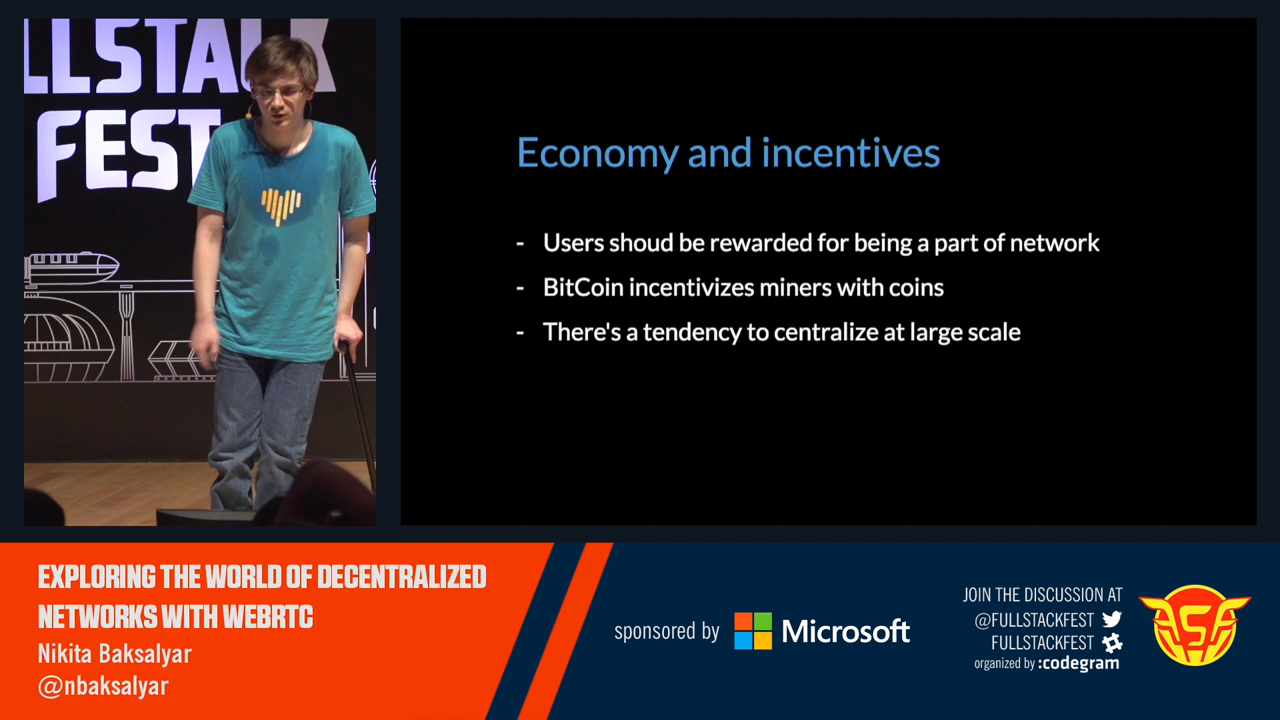 LLSTACK
FEST
Economy and incentives
- Users shoud be rewarded for being a part of network
- BitCoin incentivizes miners with coins
- There's a tendency to centralize at large scale
EXPLORING THE WORLD OF DECENTRALIZED
NETWORKS WITH WEBRTC
Nikita Baksalyar
@nbaksalyar
sponsored by Microsoft
JOIN THE DISCUSSION AT
@FULLSTACKFEST
FULLSTACKFEST
organized by :codegram
FSF